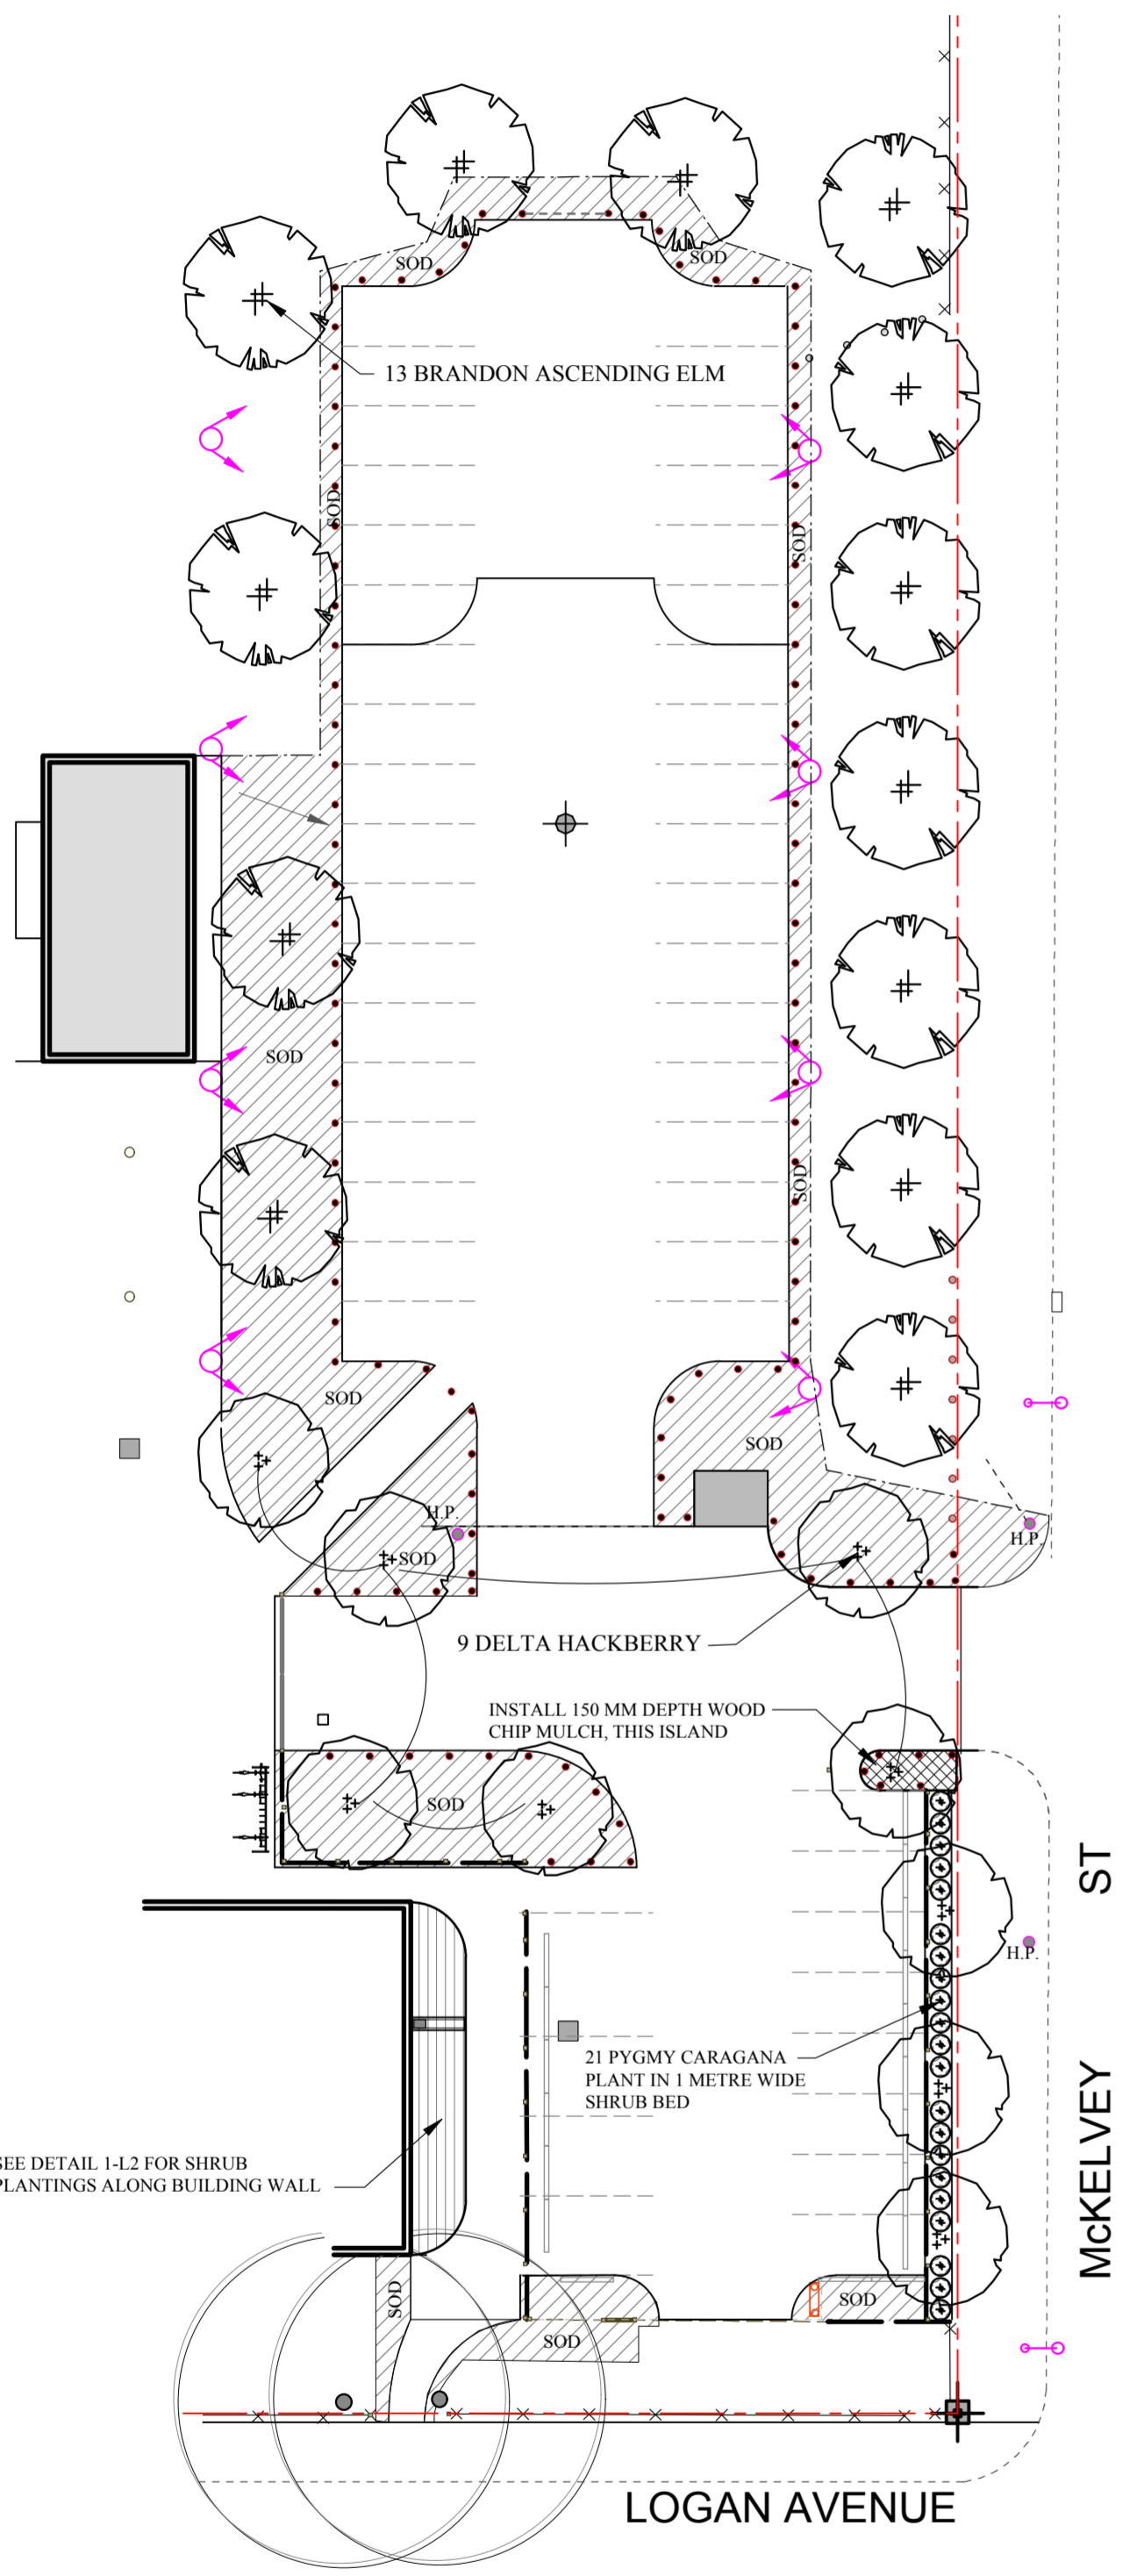 SOD
SOD
13 BRANDON ASCENDING ELM
SOD
SOD
SOD
SOD
SOD
SOD
H.P.
SOD
H.P.
9 DELTA HACKBERRY
INSTALL 150 MM DEPTH WOOD
CHIP MULCH, THIS ISLAND
SOD
H.P.
21 PYGMY CARAGANA
PLANT IN 1 METRE WIDE
SHRUB BED
SEE DETAIL 1-L2 FOR SHRUB
PLANTINGS ALONG BUILDING WALL
McKELVEY ST
SOD
SOD
SOD
LOGAN AVENUE